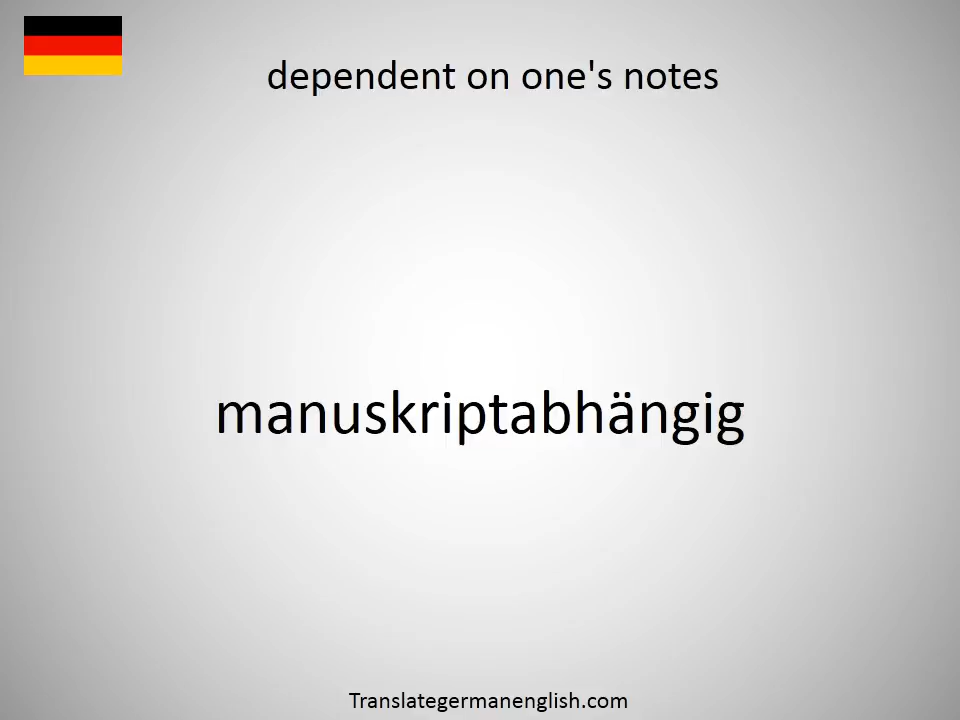 dependent on one's notes
manuskriptabhängig
Translategermanenglish.com